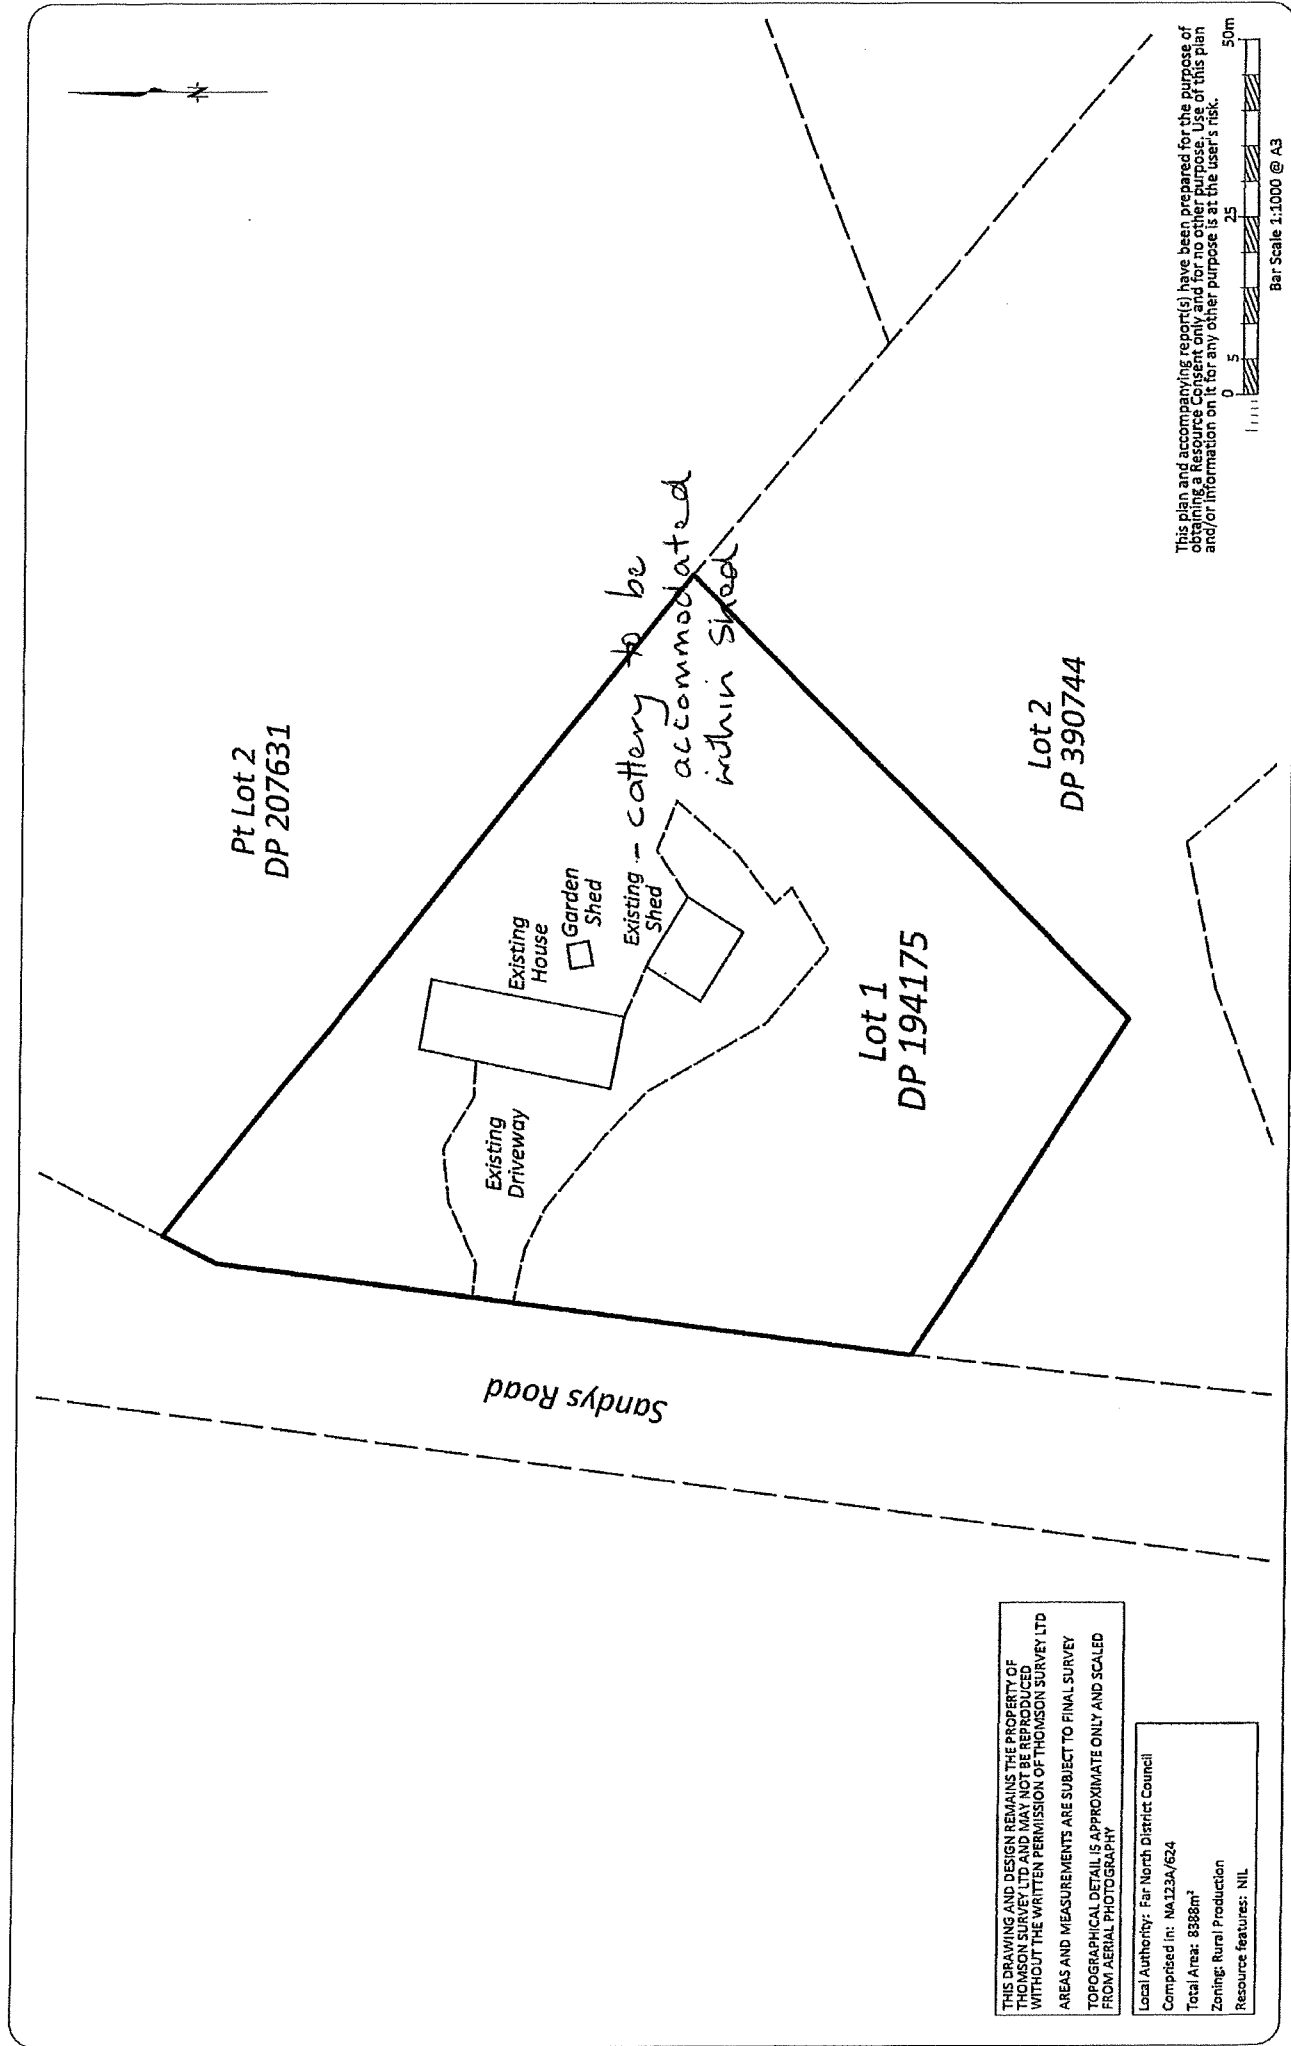 N
Pt Lot 2
DP 207631
Existing
House
Garden
Shed
Existing
Shed
- cattery to be
accommodated
within shed
Existing
Driveway
Lot 1
DP 194175
Lot 2
DP 390744
Sandys Road
THIS DRAWING AND DESIGN REMAINS THE PROPERTY OF
THOMSON SURVEY LTD AND MAY NOT BE REPRODUCED
WITHOUT THE WRITTEN PERMISSION OF THOMSON SURVEY LTD
AREAS AND MEASUREMENTS ARE SUBJECT TO FINAL SURVEY
TOPOGRAPHICAL DETAIL IS APPROXIMATE ONLY AND SCALED
FROM AERIAL PHOTOGRAPHY
Local Authority: Far North District Council
Comprised in: NA123A/624
Total Area: 8388m²
Zoning: Rural Production
Resource features: NIL
This plan and accompanying report(s) have been prepared for the purpose of
obtaining a Resource Consent only and for no other purpose. Use of this plan
and/or information on it for any other purpose is at the user's risk.
0 5 25 50m
Bar Scale 1:1000 @ A3